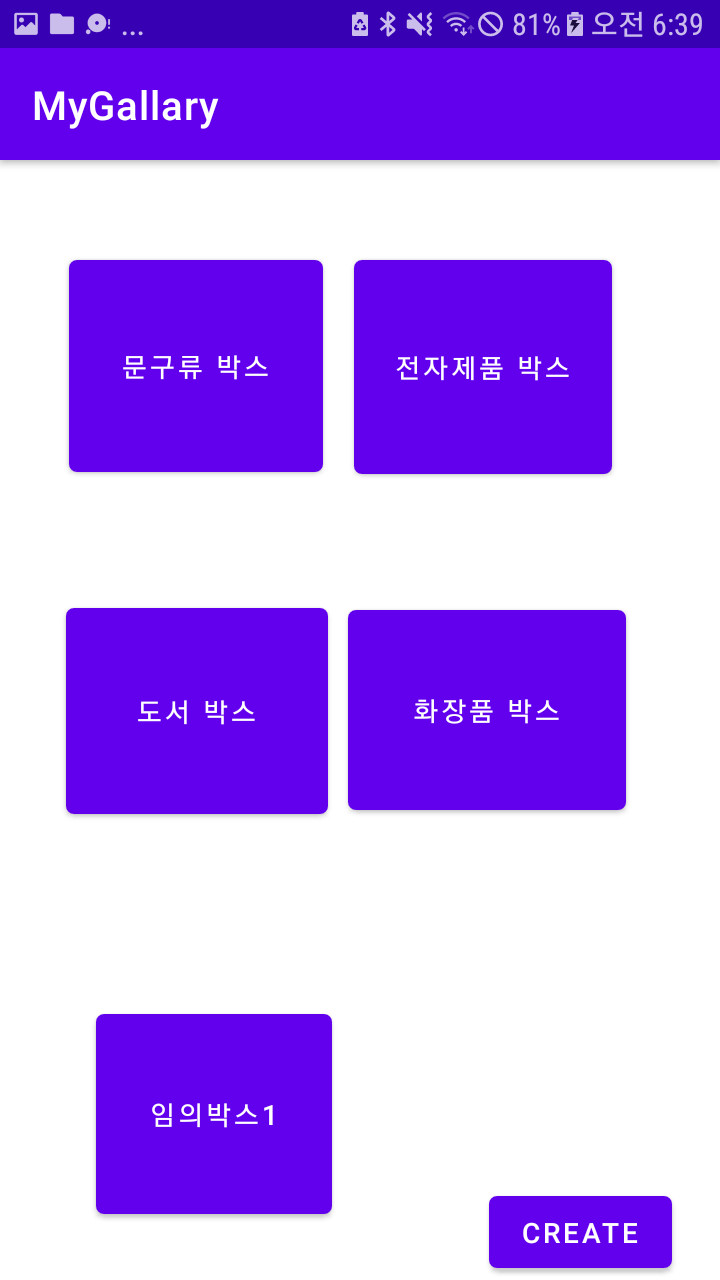 ... 81% 오전 6:39
MyGallary
문구류 박스 전자제품 박스
도서 박스 화장품 박스
임의박스1
CREATE